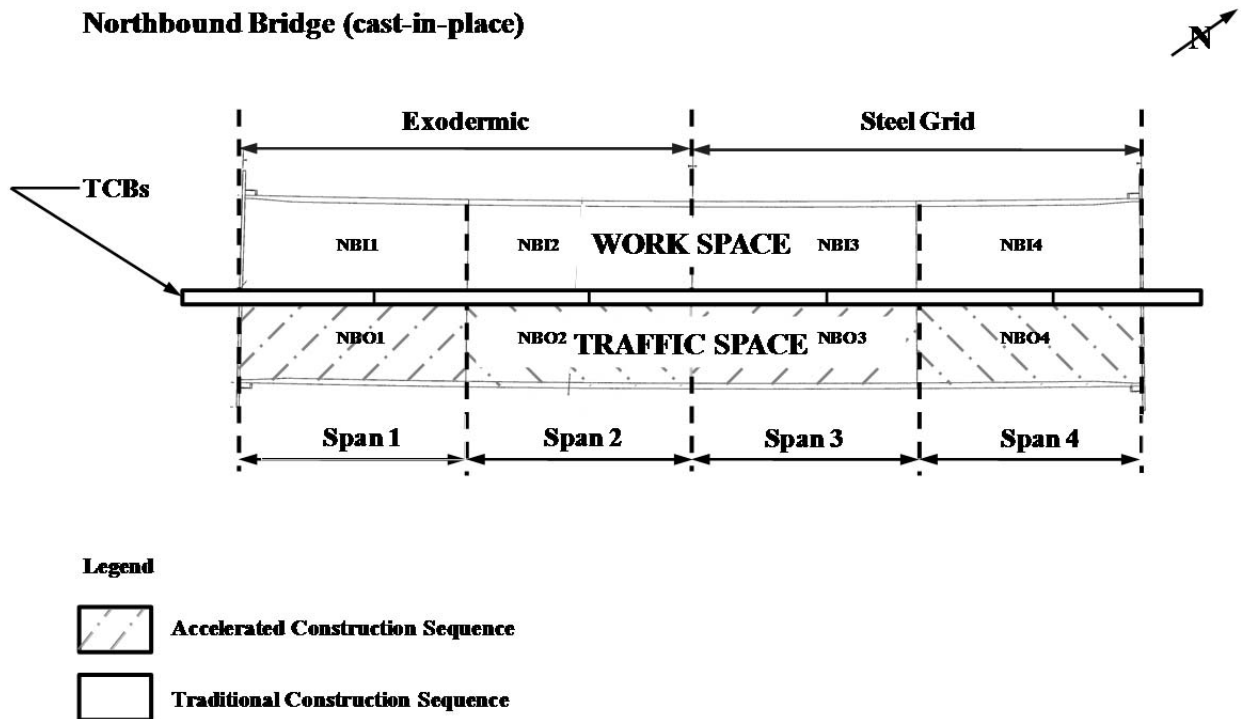 Northbound Bridge (cast-in-place)
N
Exodermic
Steel Grid
TCBs
NBI1
NBI2
WORK SPACE
NBI3
NBI4
NBO1
NBO2
TRAFFIC SPACE
NBO3
NBO4
Span 1
Span 2
Span 3
Span 4
Legend
Accelerated Construction Sequence
Traditional Construction Sequence